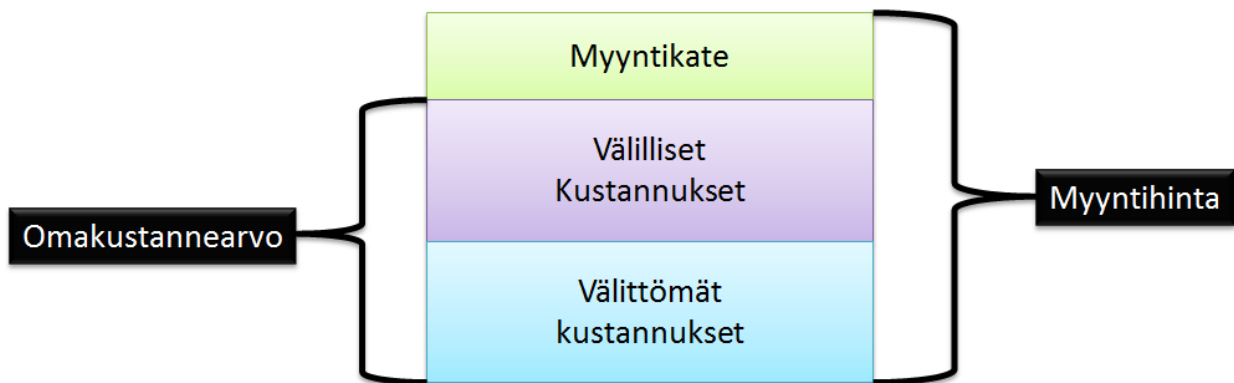 Myyntikate
Välilliset
Kustannukset
Omakustannearvo
Myyntihinta
Välittömät
kustannukset